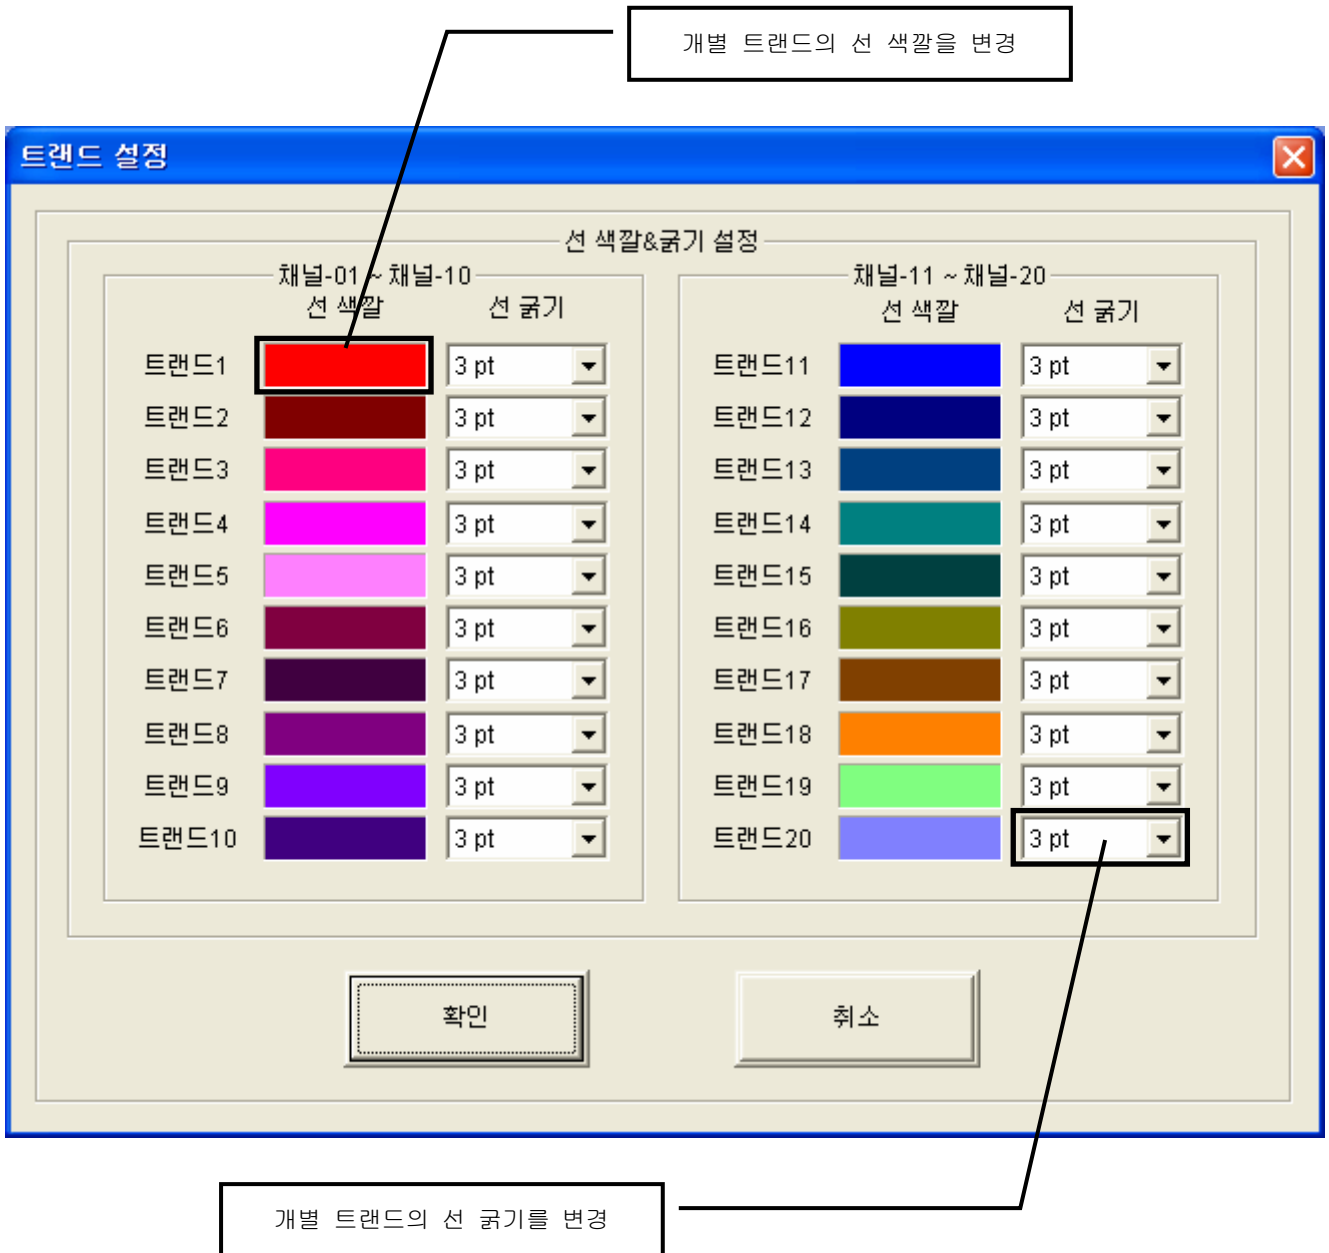 개별 트랜드의 선 색깔을 변경
트랜드 설정
선 색깔&굵기 설정
채널-01 ~ 채널-10
선 색깔 선 굵기
트랜드1 3 pt
트랜드2 3 pt
트랜드3 3 pt
트랜드4 3 pt
트랜드5 3 pt
트랜드6 3 pt
트랜드7 3 pt
트랜드8 3 pt
트랜드9 3 pt
트랜드10 3 pt
채널-11 ~ 채널-20
선 색깔 선 굵기
트랜드11 3 pt
트랜드12 3 pt
트랜드13 3 pt
트랜드14 3 pt
트랜드15 3 pt
트랜드16 3 pt
트랜드17 3 pt
트랜드18 3 pt
트랜드19 3 pt
트랜드20 3 pt
확인 취소
개별 트랜드의 선 굵기를 변경